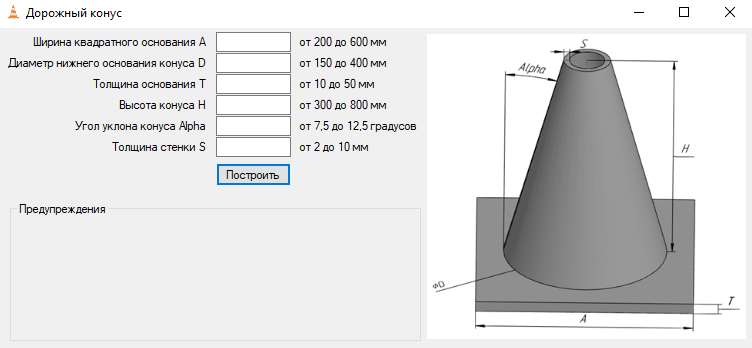 Дорожный конус
Ширина квадратного основания A от 200 до 600 мм
Диаметр нижнего основания конуса D от 150 до 400 мм
Толщина основания T от 10 до 50 мм
Высота конуса H от 300 до 800 мм
Угол уклона конуса Alpha от 7,5 до 12,5 градусов
Толщина стенки S от 2 до 10 мм
Построить
Предупреждения
S
Alpha
H
⌀D
T
A